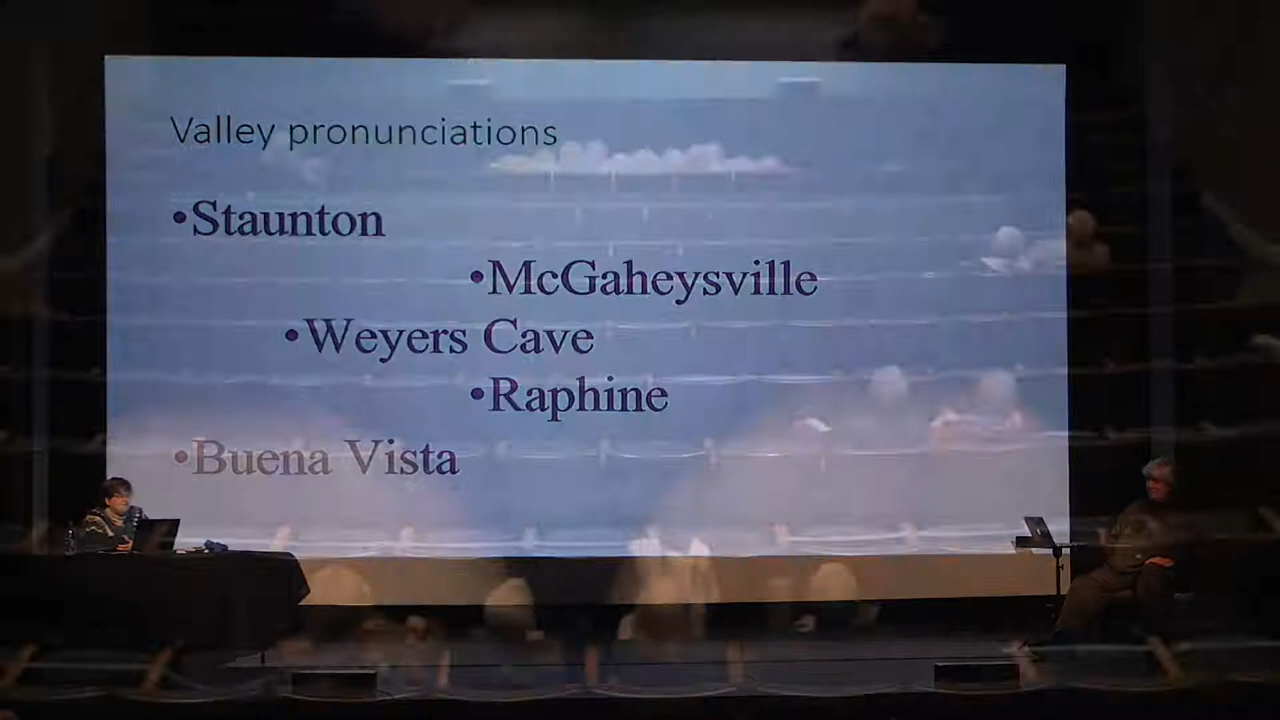 Valley pronunciations
•Staunton
•McGaheysville
•Weyers Cave
•Raphine
•Buena Vista